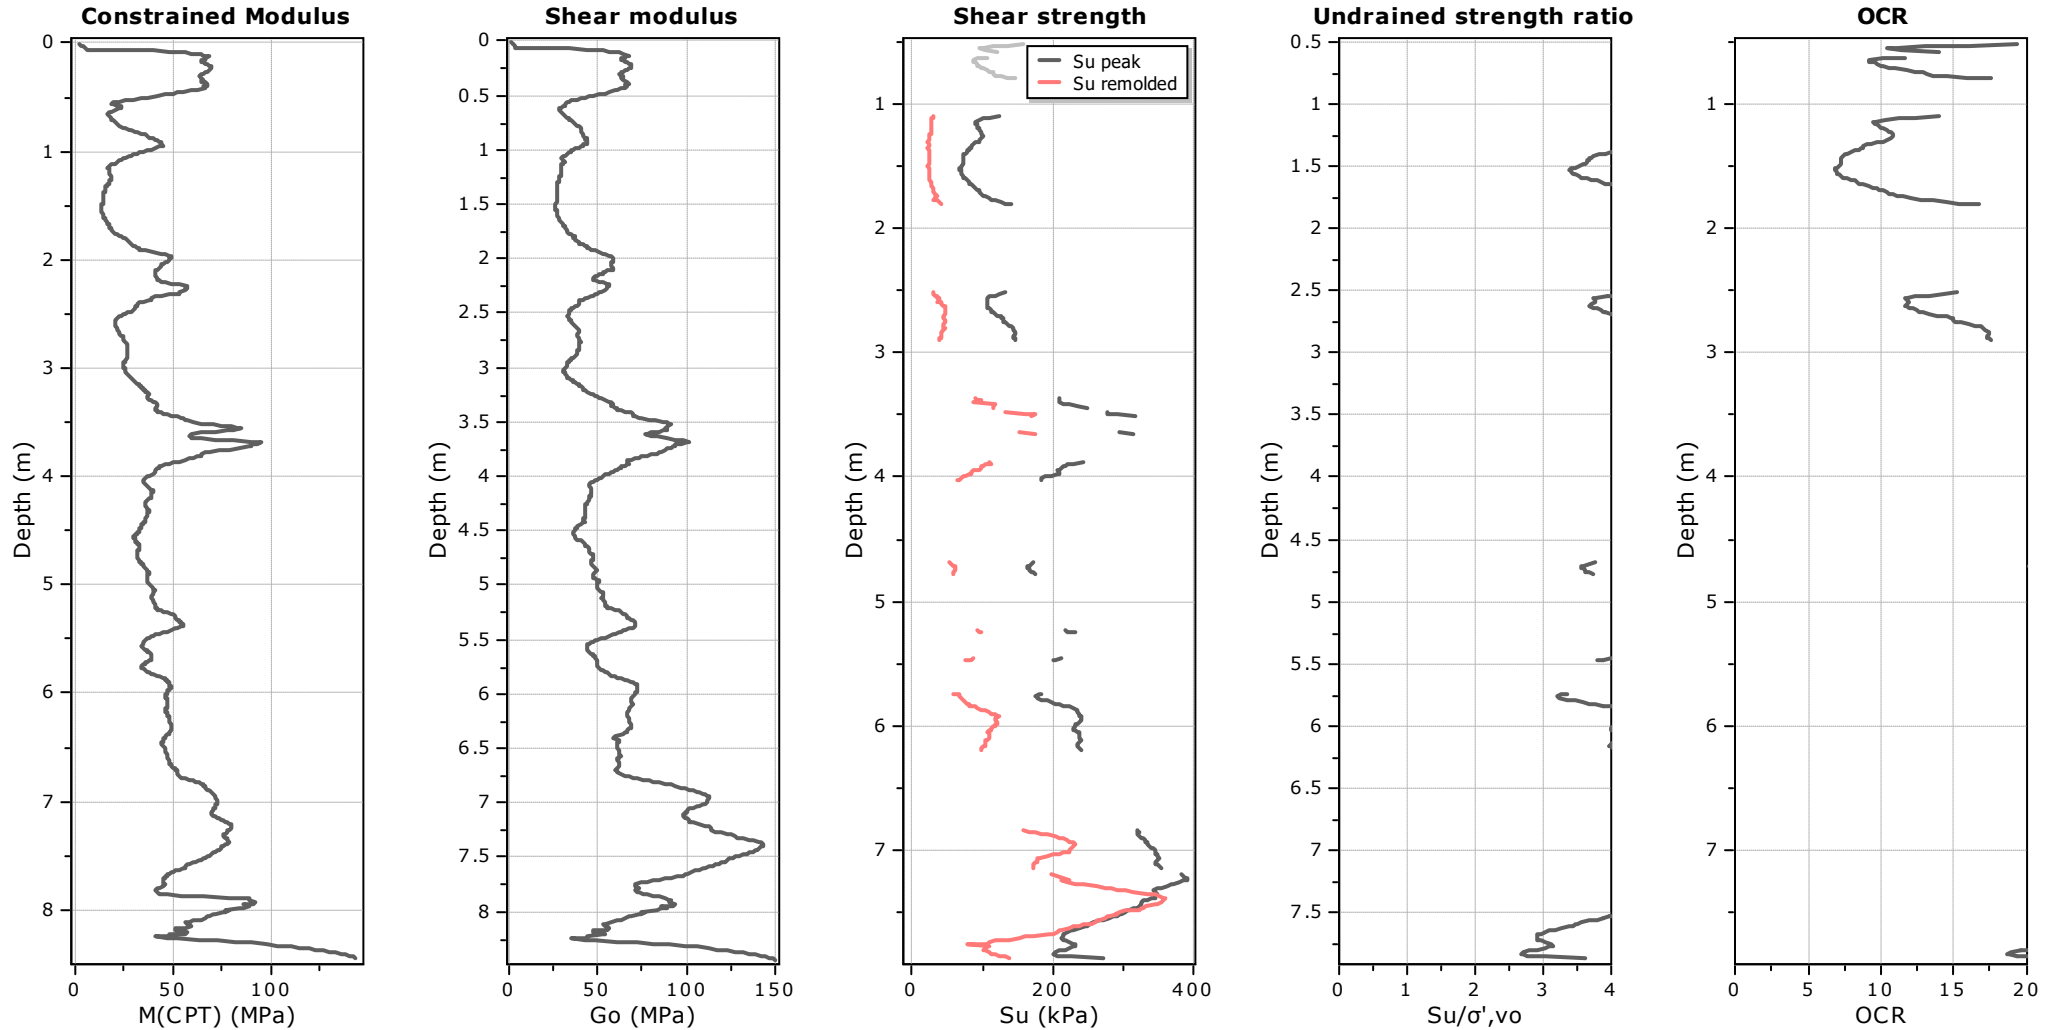 Constrained Modulus
Depth (m)
0
1
2
3
4
5
6
7
8
0 50 100
M(CPT) (MPa)
Shear modulus
Depth (m)
0
0.5
1
1.5
2
2.5
3
3.5
4
4.5
5
5.5
6
6.5
7
7.5
8
0 50 100 150
Go (MPa)
Shear strength
Su peak
Su remolded
Depth (m)
1
2
3
4
5
6
7
0 200 400
Su (kPa)
Undrained strength ratio
Depth (m)
0.5
1
1.5
2
2.5
3
3.5
4
4.5
5
5.5
6
6.5
7
7.5
0 1 2 3 4
Su/σ',vo
OCR
Depth (m)
1
2
3
4
5
6
7
0 5 10 15 20
OCR